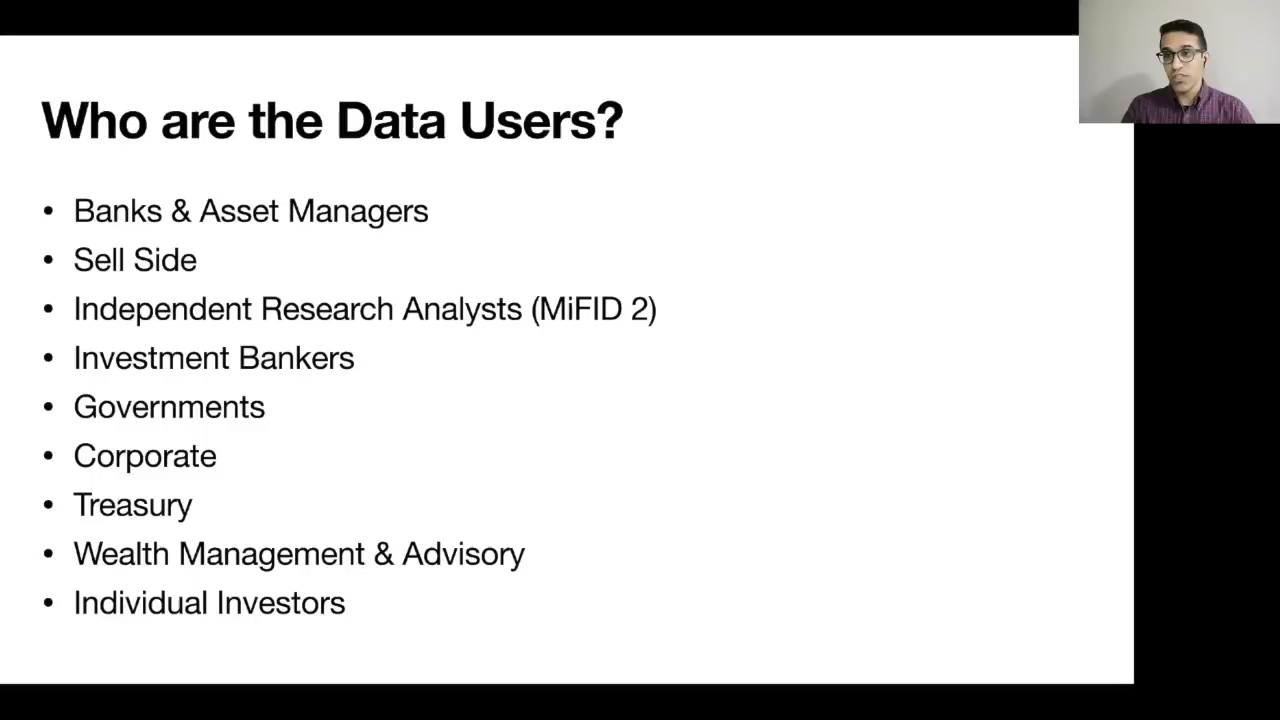 Who are the Data Users?
• Banks & Asset Managers
• Sell Side
• Independent Research Analysts (MiFID 2)
• Investment Bankers
• Governments
• Corporate
• Treasury
• Wealth Management & Advisory
• Individual Investors